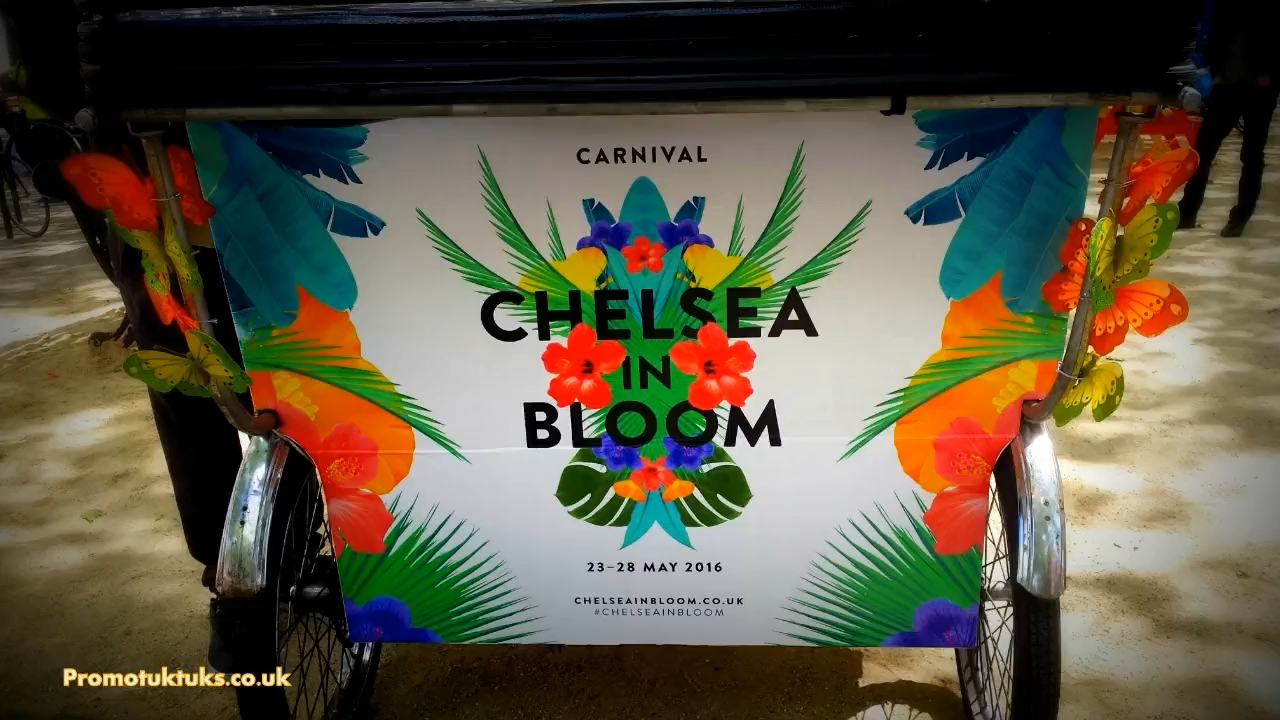 CARNIVAL
CHELSEA
IN
BLOOM
23–28 MAY 2016
CHELSEAINBLOOM.CO.UK
#CHELSEAINBLOOM
Promotuktuks.co.uk